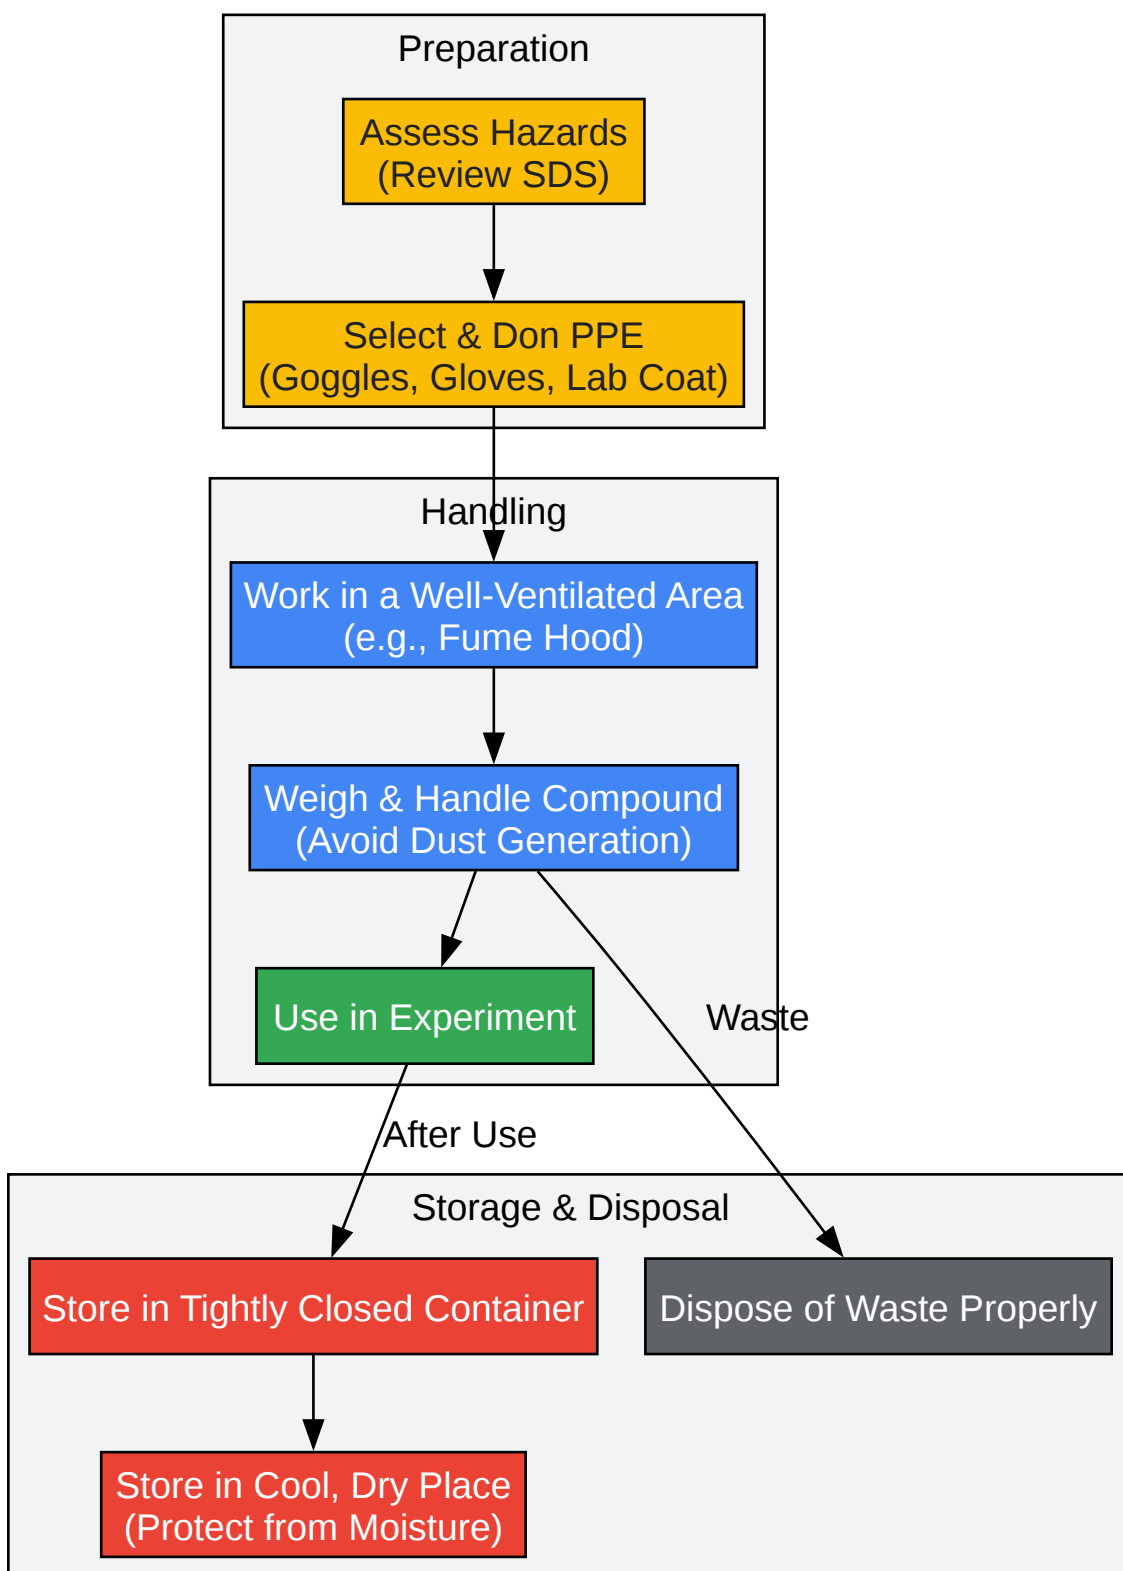 Preparation
Assess Hazards
(Review SDS)
Select & Don PPE
(Goggles, Gloves, Lab Coat)
Handling
Work in a Well-Ventilated Area
(e.g., Fume Hood)
Weigh & Handle Compound
(Avoid Dust Generation)
Use in Experiment
Waste
After Use
Storage & Disposal
Store in Tightly Closed Container
Dispose of Waste Properly
Store in Cool, Dry Place
(Protect from Moisture)